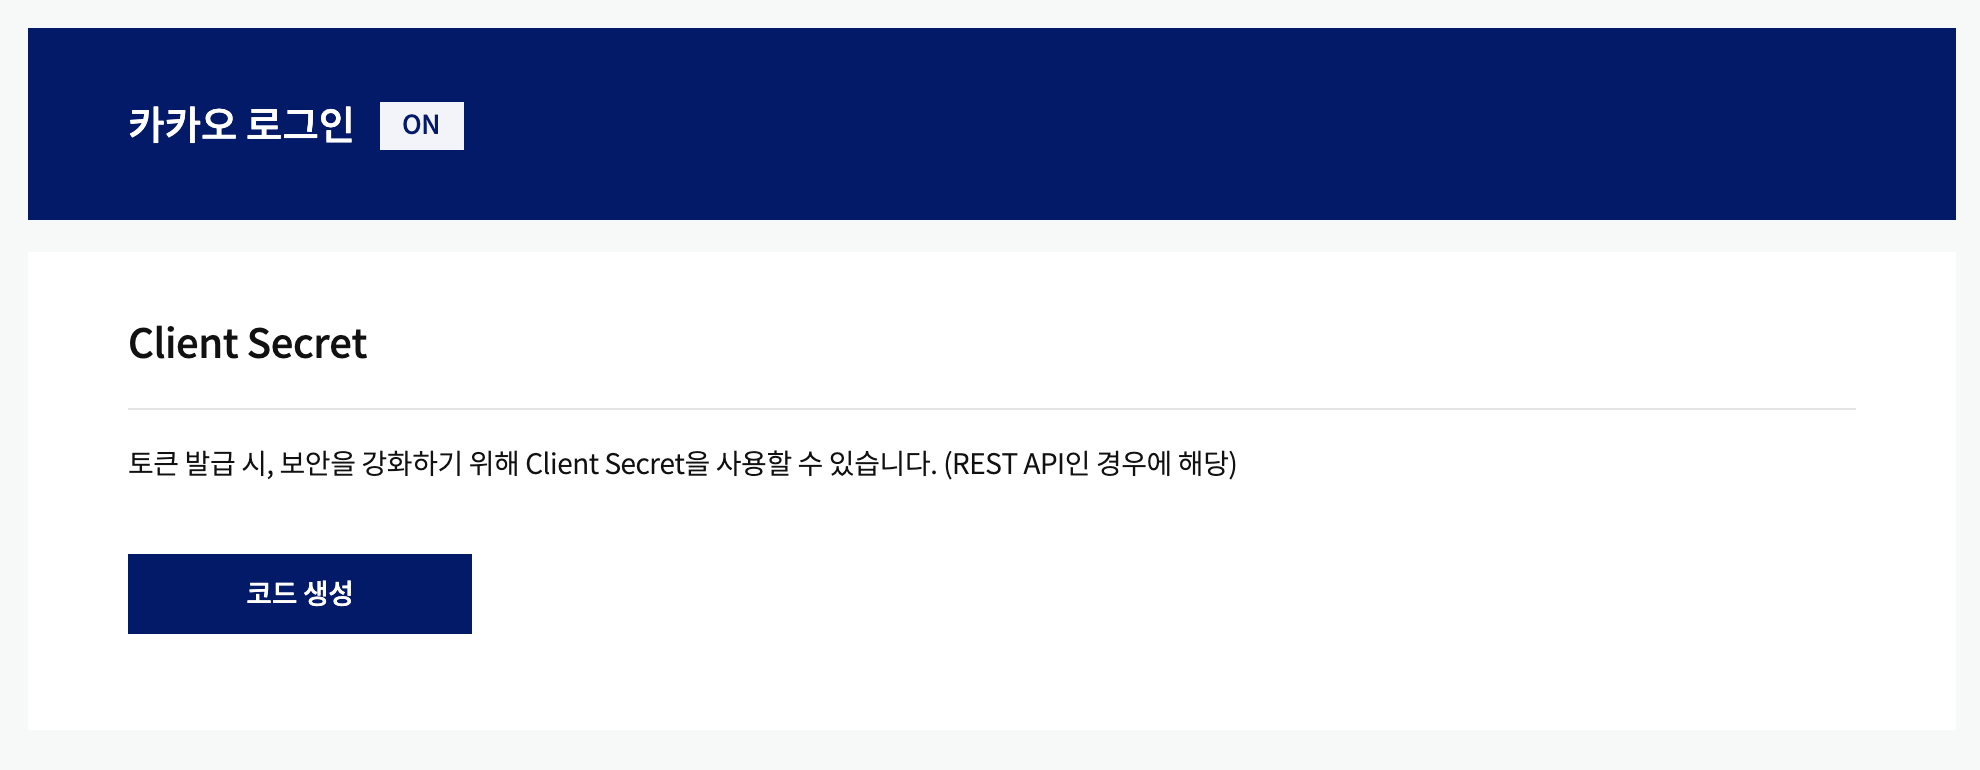 카카오 로그인 ON
Client Secret
토큰 발급 시, 보안을 강화하기 위해 Client Secret을 사용할 수 있습니다. (REST API인 경우에 해당)
코드 생성